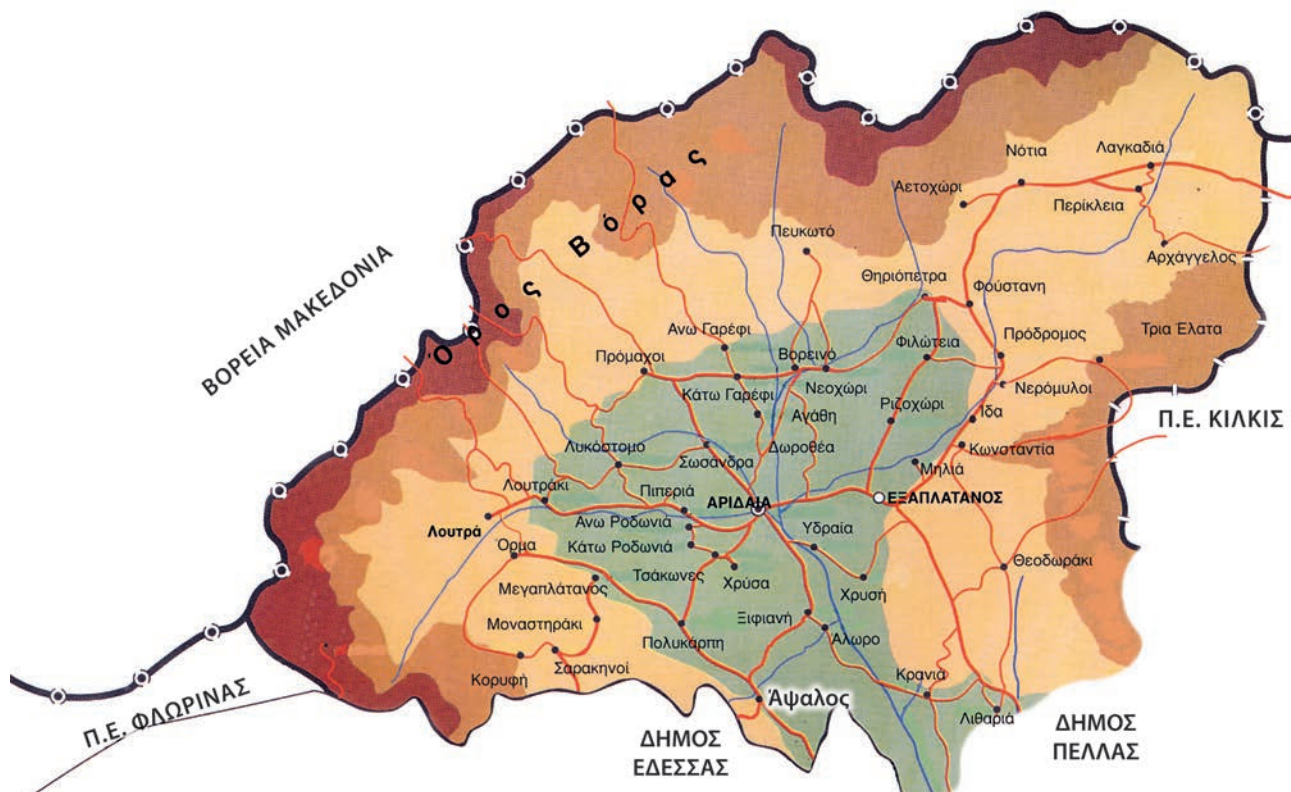 Νότια
Λαγκαδιά
Αετοχώρι
Περίκλεια
Όρος Βόρας
Πευκωτό
Αρχάγγελος
Θηριόπετρα
Φούστανη
ΒΟΡΕΙΑ ΜΑΚΕΔΟΝΙΑ
Ανω Γαρέφι
Πρόδρομος
Τρια Έλατα
Πρόμαχοι
Βορεινό
Φιλώτεια
Κάτω Γαρέφι
Νεοχώρι
Νερόμυλοι
Αγάθη
Ριζοχώρι
Ίδα
Π.Ε. ΚΙΛΚΙΣ
Λυκόστομο
Σωσανδρα
Δωροθέα
Κωνσταντία
Μηλιά
Λουτράκι
Πιπεριά
ΑΡΙΔΑΙΑ
ΕΞΑΠΛΑΤΑΝΟΣ
Λουτρά
Ανω Ροδωνιά
Υδραία
Όρμα
Κάτω Ροδωνιά
Θεοδωράκι
Μεγαπλάτανος
Τσάκωνες
Χρύσα
Χρυσή
Μοναστηράκι
Ξιφιανή
Πολυκάρπη
Άλωρο
Κορυφή
Σαρακηνοί
Κρανιά
Άψαλος
Λιθαριά
Π.Ε. ΦΛΩΡΙΝΑΣ
ΔΗΜΟΣ
ΕΔΕΣΣΑΣ
ΔΗΜΟΣ
ΠΕΛΛΑΣ